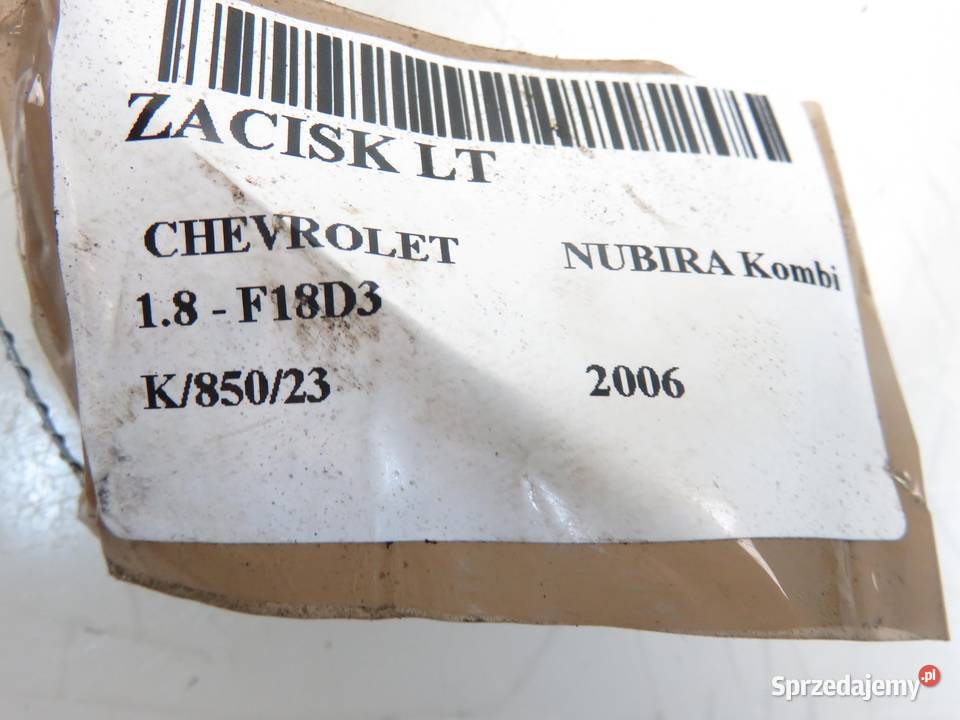 ZACISK LT
CHEVROLET NUBIRA Kombi
1.8 - F18D3
K/850/23 2006
Sprzedajemy.pl